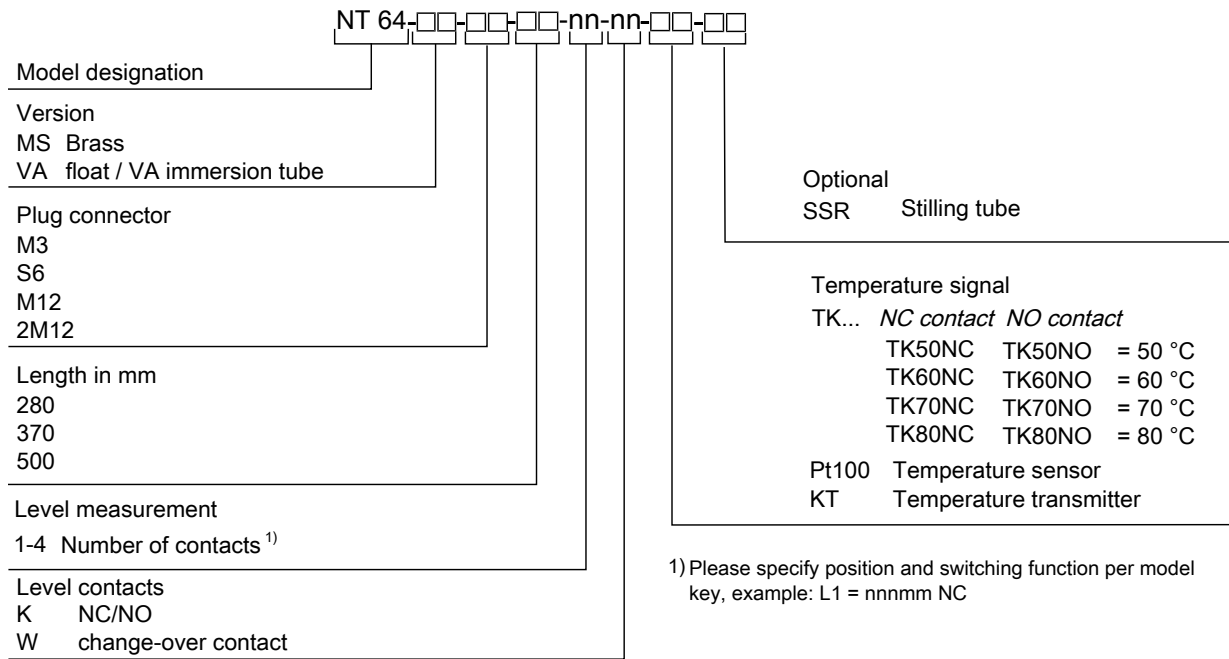 NT 64-□□-□□-□□-nn-nn-□□-□□
Model designation
Version
MS Brass
VA float / VA immersion tube
Plug connector
M3
S6
M12
2M12
Length in mm
280
370
500
Level measurement
1-4 Number of contacts 1)
Level contacts
K NC/NO
W change-over contact
Optional
SSR Stilling tube
Temperature signal
TK... NC contact NO contact
TK50NC TK50NO = 50 °C
TK60NC TK60NO = 60 °C
TK70NC TK70NO = 70 °C
TK80NC TK80NO = 80 °C
Pt100 Temperature sensor
KT Temperature transmitter
1) Please specify position and switching function per model
key, example: L1 = nnnmm NC